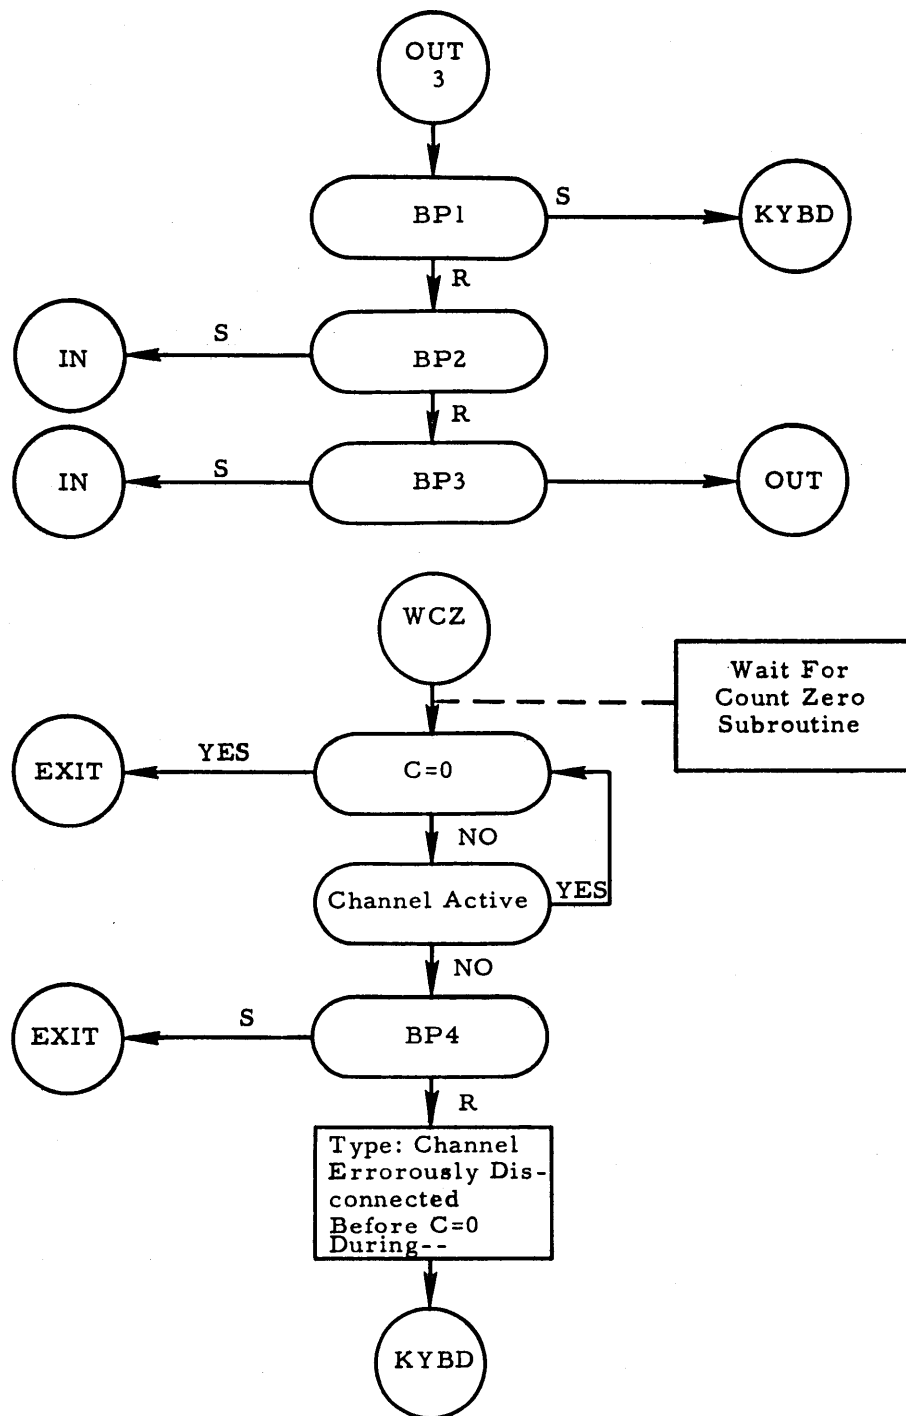 OUT
3
BP1
S
KYBD
R
S
IN
BP2
R
S
IN
BP3
OUT
WCZ
Wait For
Count Zero
Subroutine
YES
EXIT
C=0
NO
Channel Active
YES
NO
S
EXIT
BP4
R
Type: Channel
Errorously Dis-
connected
Before C=0
During--
KYBD